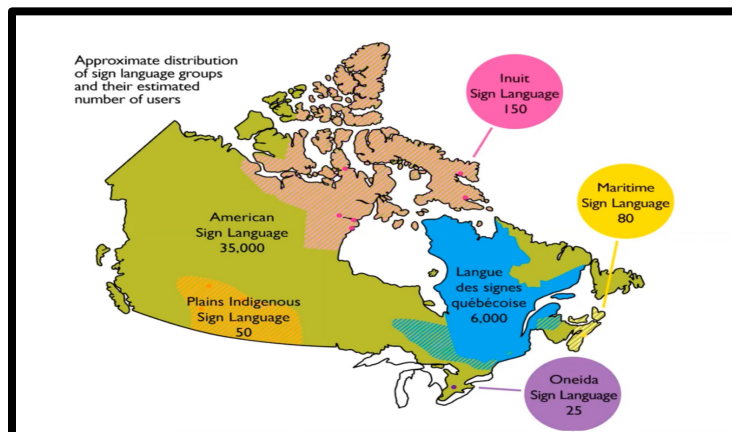 Approximate distribution
of sign language groups
and their estimated
number of users
Inuit
Sign Language
150
Maritime
Sign Language
80
American
Sign Language
35,000
Langue
des signes
québécoise
6,000
Plains Indigenous
Sign Language
50
Oneida
Sign Language
25